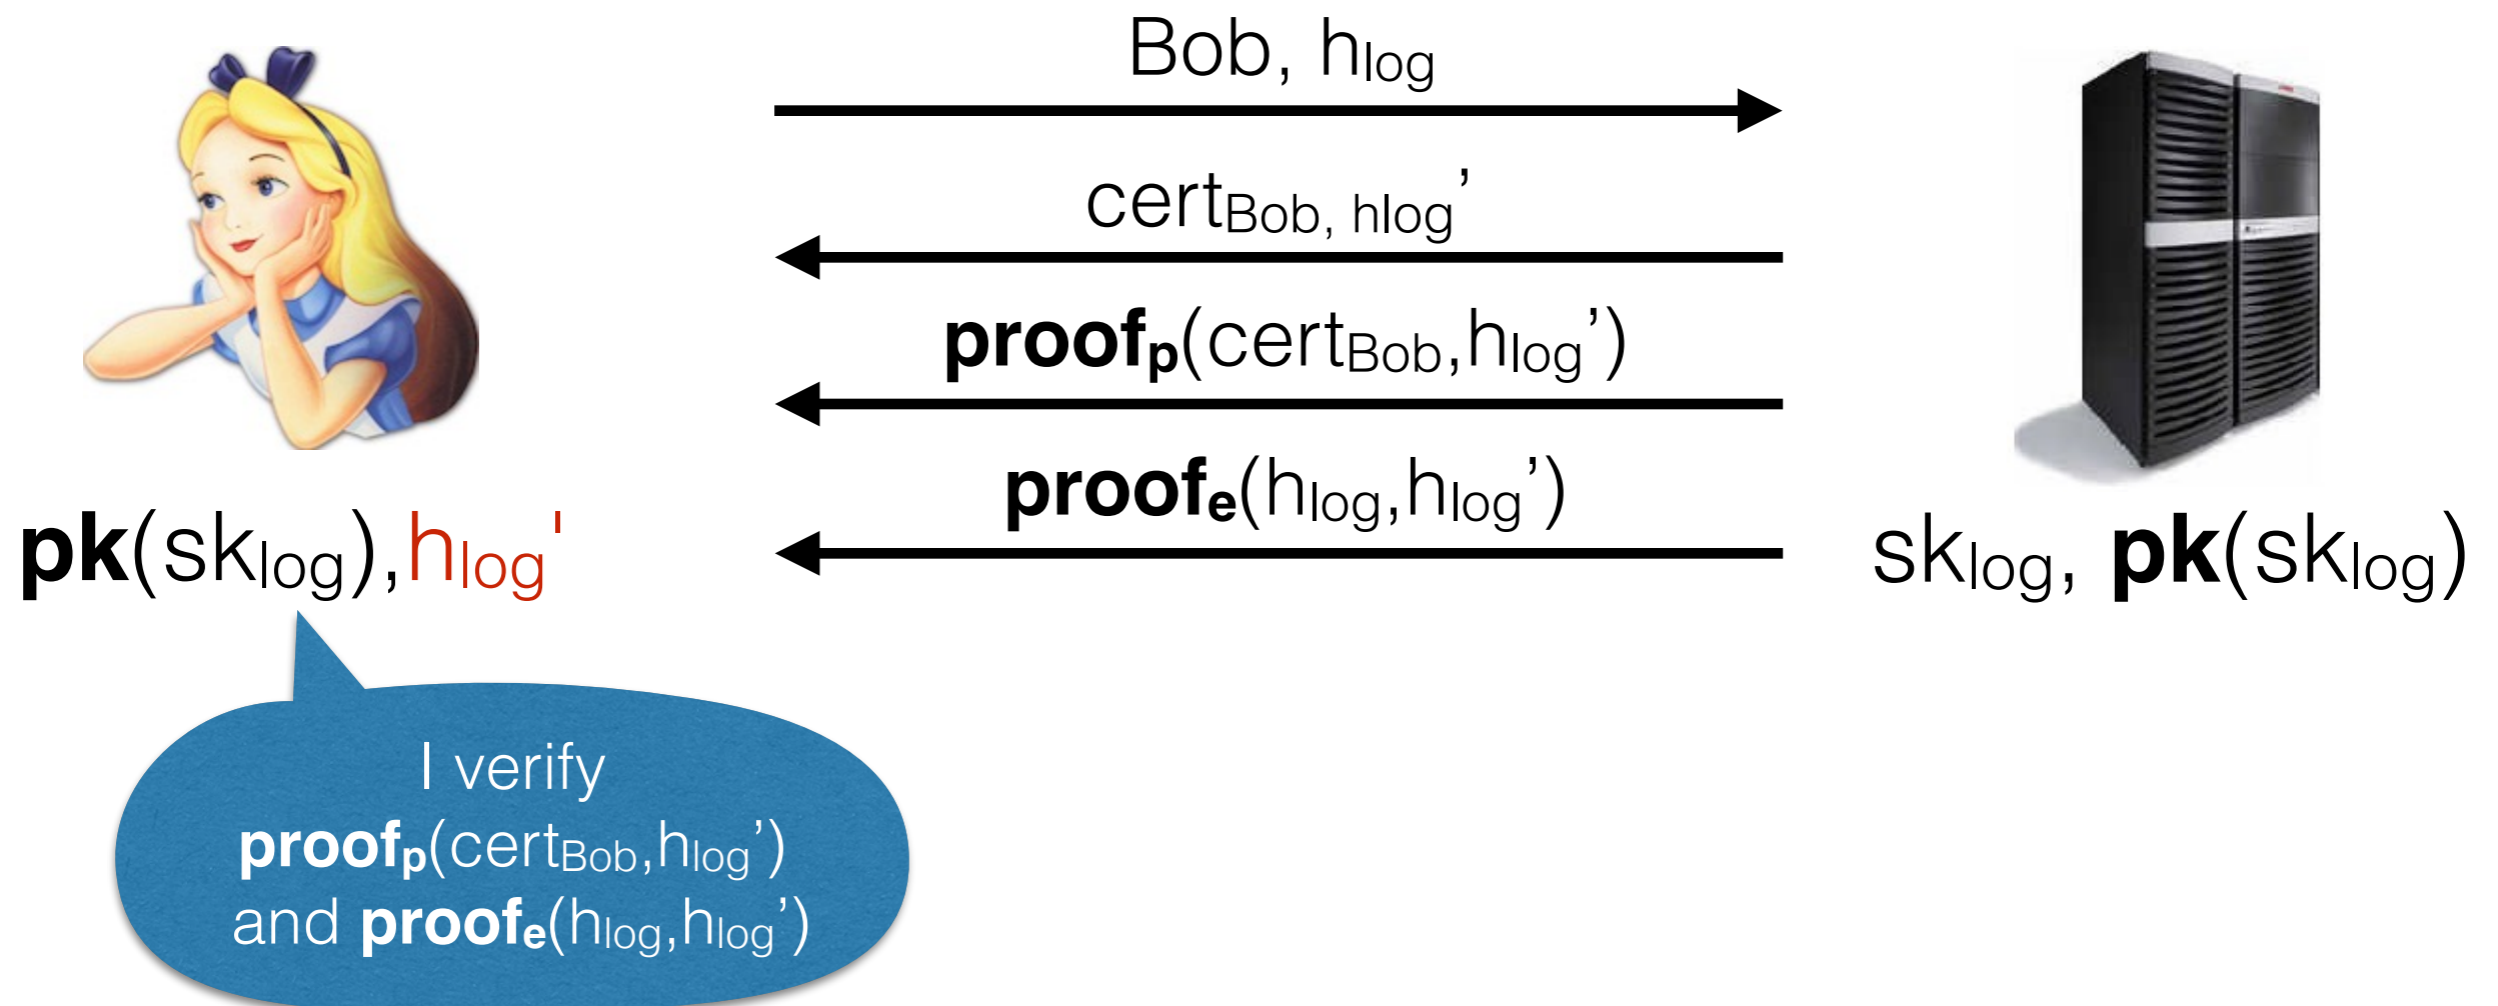 Bob, hlog
certBob, hlog’
proofp(certBob,hlog’)
proofe(hlog,hlog’)
pk(sklog),hlog'
sklog, pk(sklog)
I verify
proofp(certBob,hlog’)
and proofe(hlog,hlog’)